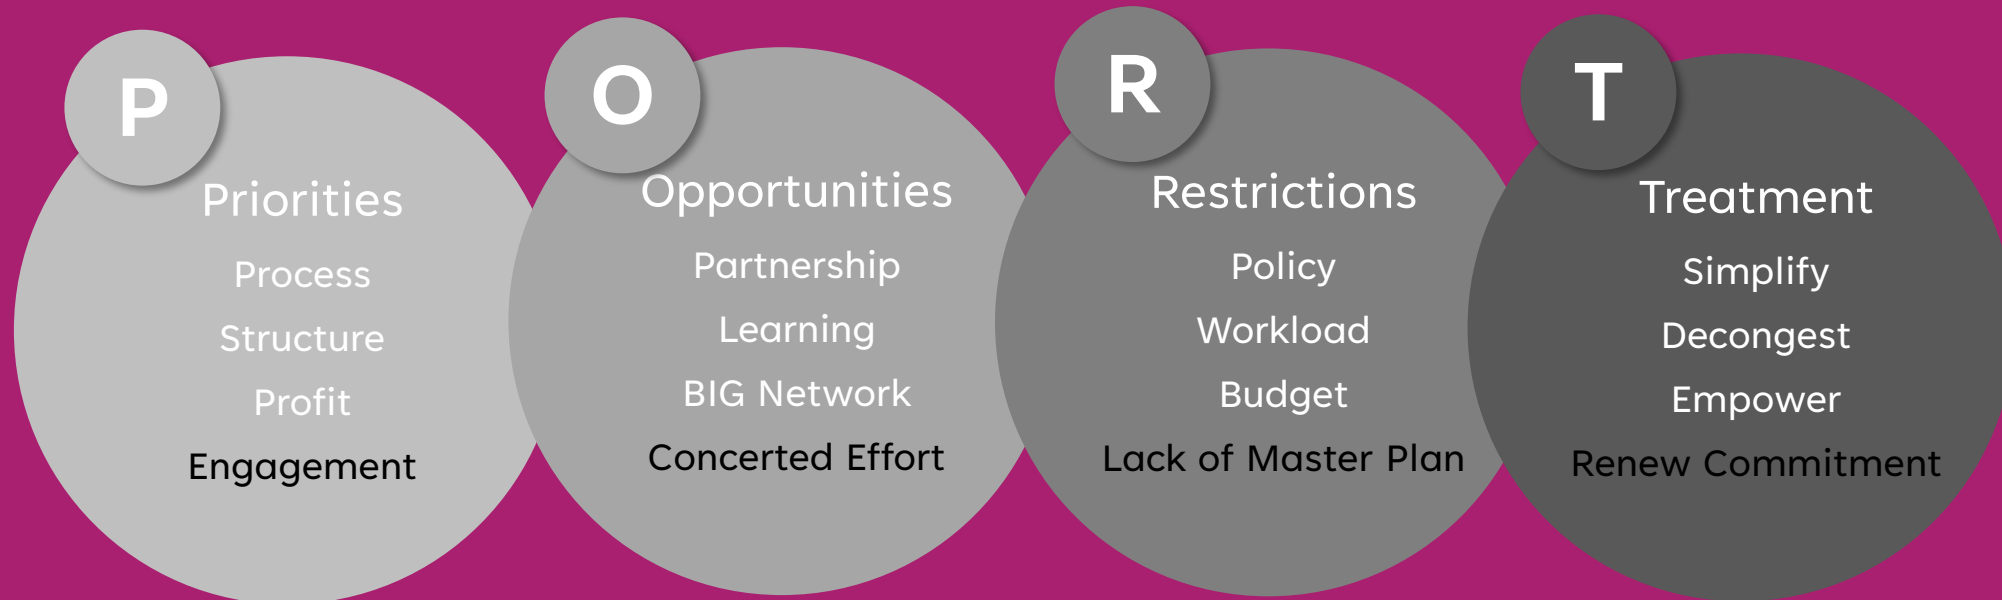 P
Priorities
Process
Structure
Profit
Engagement
O
Opportunities
Partnership
Learning
BIG Network
Concerted Effort
R
Restrictions
Policy
Workload
Budget
Lack of Master Plan
T
Treatment
Simplify
Decongest
Empower
Renew Commitment